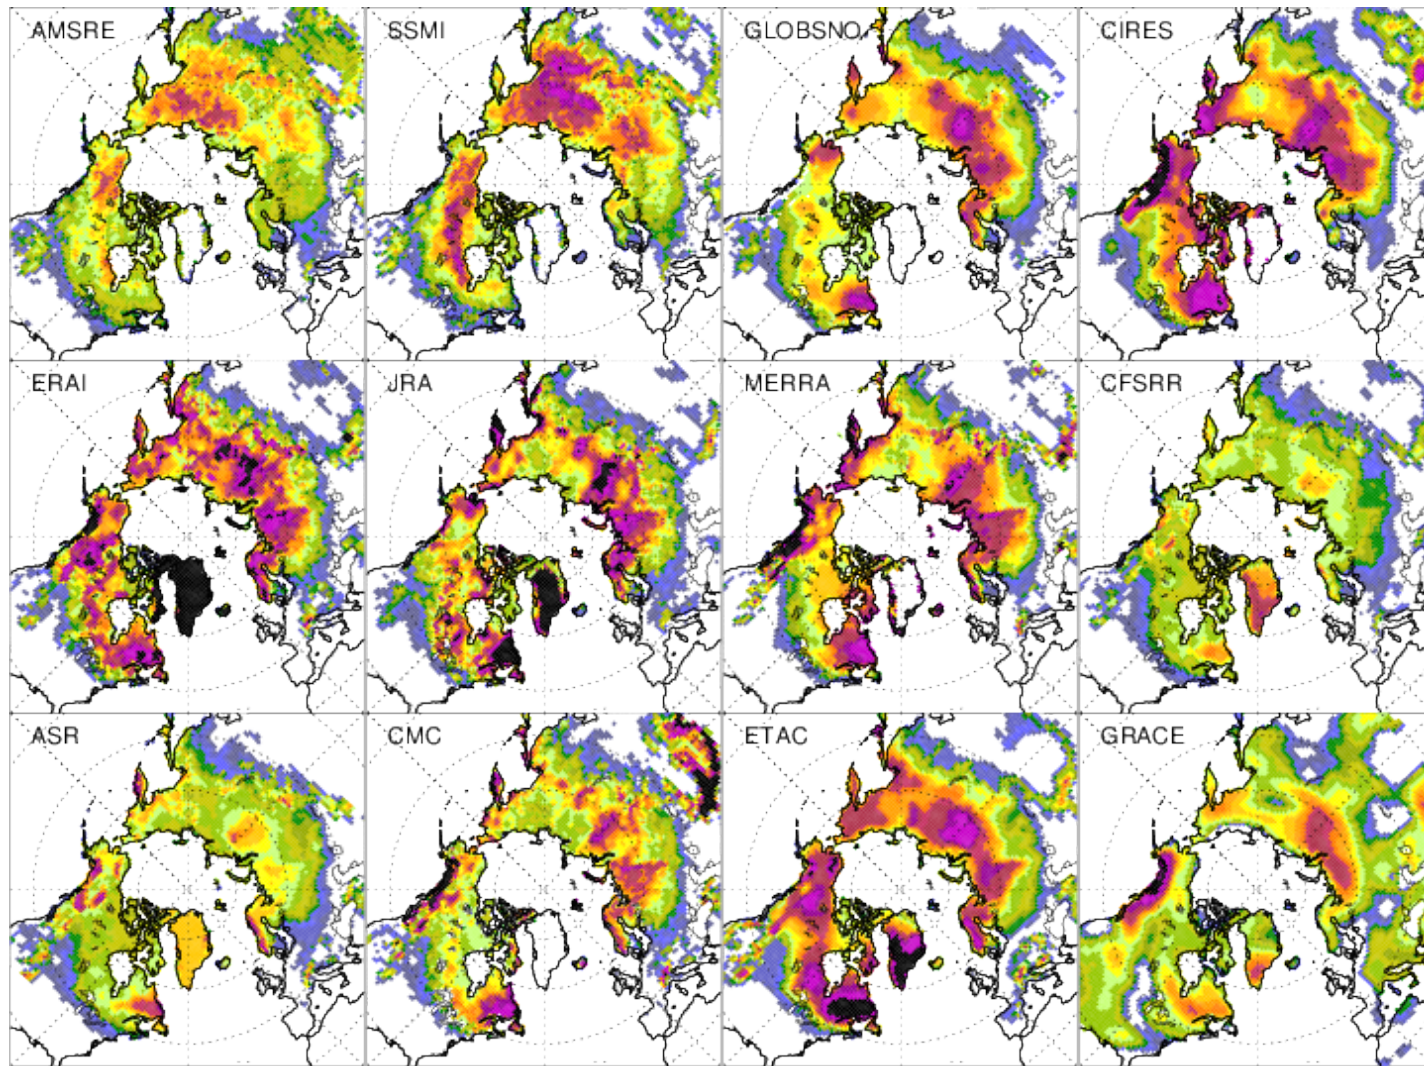 AMSRE
SSMI
GLOBSNO
CIRES
ERAI
JRA
MERRA
CFSRR
ASR
CMC
ETAC
GRACE